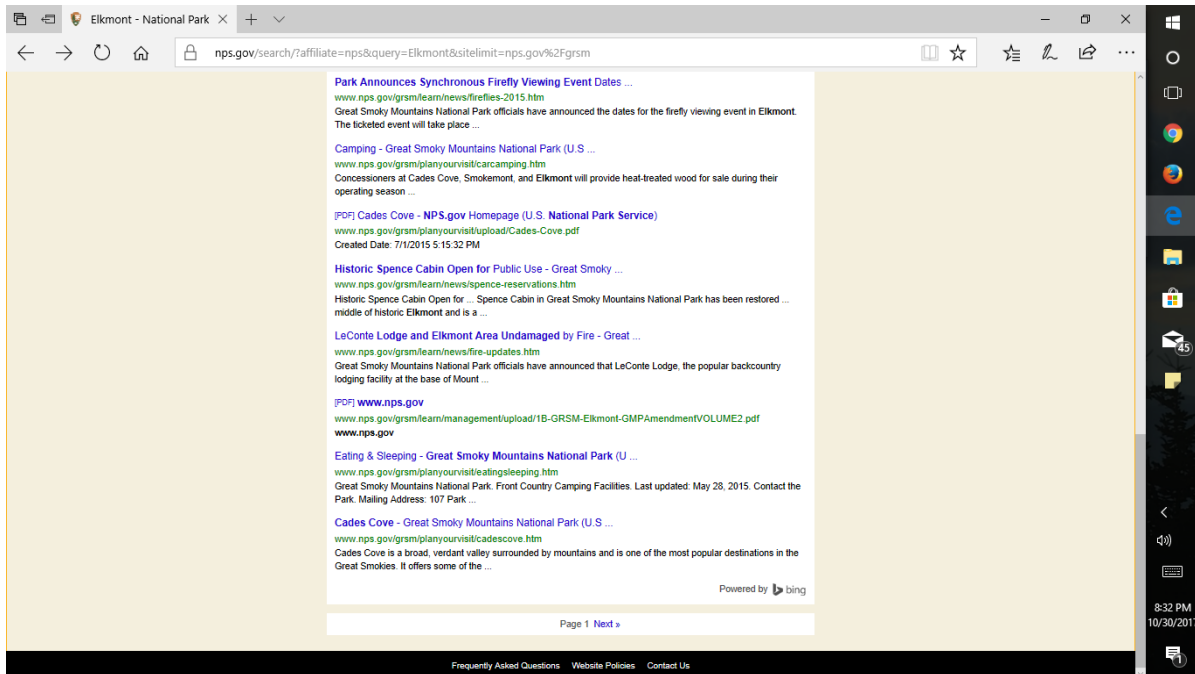 Elkmont - National Park
nps.gov/search/?affiliate=nps&query=Elkmont&sitelimit=nps.gov%2Fgrsm
Park Announces Synchronous Firefly Viewing Event Dates ...
www.nps.gov/grsm/learn/news/fireflies-2015.htm
Great Smoky Mountains National Park officials have announced the dates for the firefly viewing event in Elkmont.
The ticketed event will take place ...
Camping - Great Smoky Mountains National Park (U.S ...
www.nps.gov/grsm/planyourvisit/carcamping.htm
Concessioners at Cades Cove, Smokemont, and Elkmont will provide heat-treated wood for sale during their
operating season ...
[PDF] Cades Cove - NPS.gov Homepage (U.S. National Park Service)
www.nps.gov/grsm/planyourvisit/upload/Cades-Cove.pdf
Created Date: 7/1/2015 5:15:32 PM
Historic Spence Cabin Open for Public Use - Great Smoky ...
www.nps.gov/grsm/learn/news/spence-reservations.htm
Historic Spence Cabin Open for ... Spence Cabin in Great Smoky Mountains National Park has been restored ...
middle of historic Elkmont and is a ...
LeConte Lodge and Elkmont Area Undamaged by Fire - Great ...
www.nps.gov/grsm/learn/news/fire-updates.htm
Great Smoky Mountains National Park officials have announced that LeConte Lodge, the popular backcountry
lodging facility at the base of Mount ...
[PDF] www.nps.gov
www.nps.gov/grsm/learn/management/upload/1B-GRSM-Elkmont-GMPAmendmentVOLUME2.pdf
www.nps.gov
Eating & Sleeping - Great Smoky Mountains National Park (U ...
www.nps.gov/grsm/planyourvisit/eatingsleeping.htm
Great Smoky Mountains National Park. Front Country Camping Facilities. Last updated: May 28, 2015. Contact the
Park. Mailing Address: 107 Park ...
Cades Cove - Great Smoky Mountains National Park (U.S ...
www.nps.gov/grsm/planyourvisit/cadescove.htm
Cades Cove is a broad, verdant valley surrounded by mountains and is one of the most popular destinations in the
Great Smokies. It offers some of the ...
Powered by bing
Page 1 Next »
Frequently Asked Questions Website Policies Contact Us
45
8:32 PM
10/30/201
1